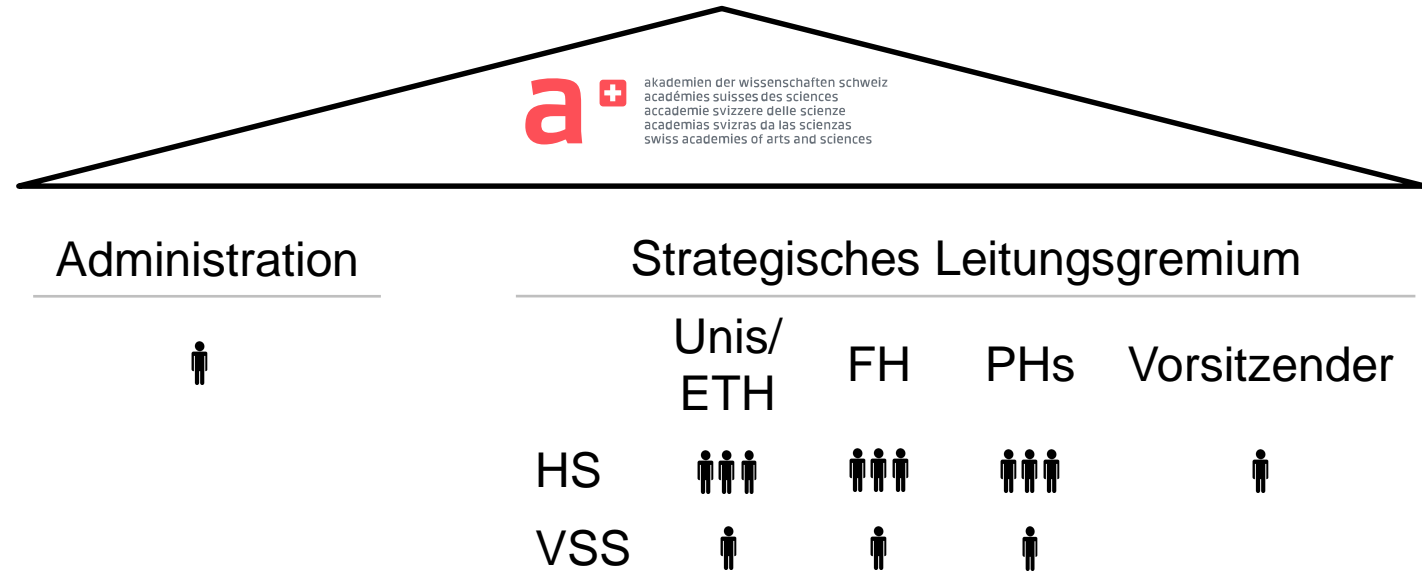 a+
akademien der wissenschaften schweiz
académies suisses des sciences
accademie svizzere delle scienze
academias svizras da las scienzas
swiss academies of arts and sciences
Administration
Strategisches Leitungsgremium
Unis/
ETH
FH
PHs
Vorsitzender
HS
VSS